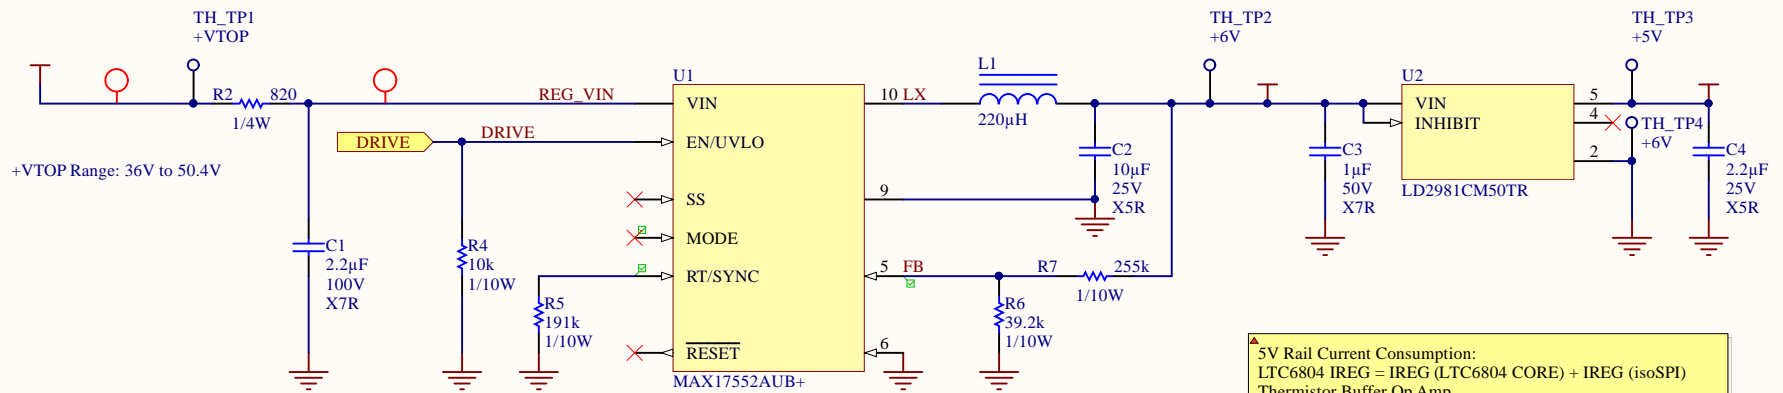 TH_TP1
+VTOP
TH_TP2
+6V
TH_TP3
+5V
R2
820
1/4W
REG_VIN
U1
VIN
10
LX
L1
220µH
U2
VIN
INHIBIT
5
4
2
TH_TP4
+6V
DRIVE
DRIVE
EN/UVLO
C2
10µF
25V
X5R
C3
1µF
50V
X7R
LD2981CM50TR
C4
2.2µF
25V
X5R
+VTOP Range: 36V to 50.4V
SS
9
MODE
C1
2.2µF
100V
X7R
R4
10k
1/10W
RT/SYNC
5
FB
R7
255k
1/10W
R5
191k
1/10W
R6
39.2k
1/10W
RESET
6
MAX17552AUB+
5V Rail Current Consumption:
LTC6804 IREG = IREG (LTC6804 CORE) + IREG (isoSPI)
Thermistor Buffer Op Amp